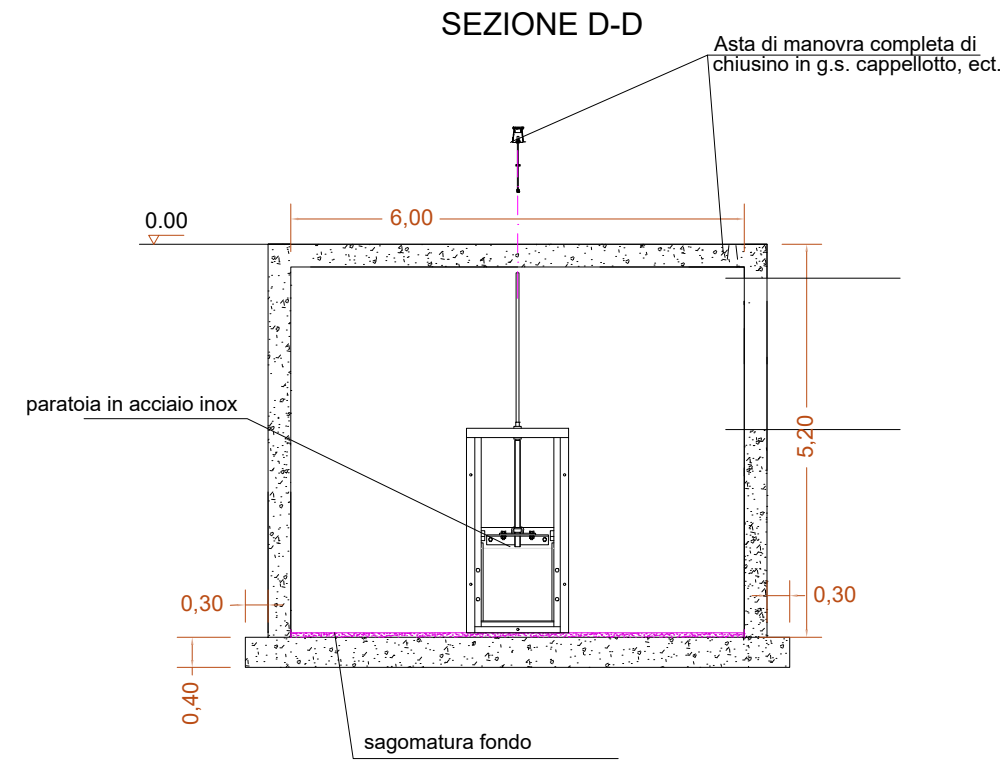 SEZIONE D-D
Asta di manovra completa di
chiusino in g.s. cappellotto, ect.
0.00
6,00
paratoia in acciaio inox
5,20
0,30
0,30
0,40
sagomatura fondo